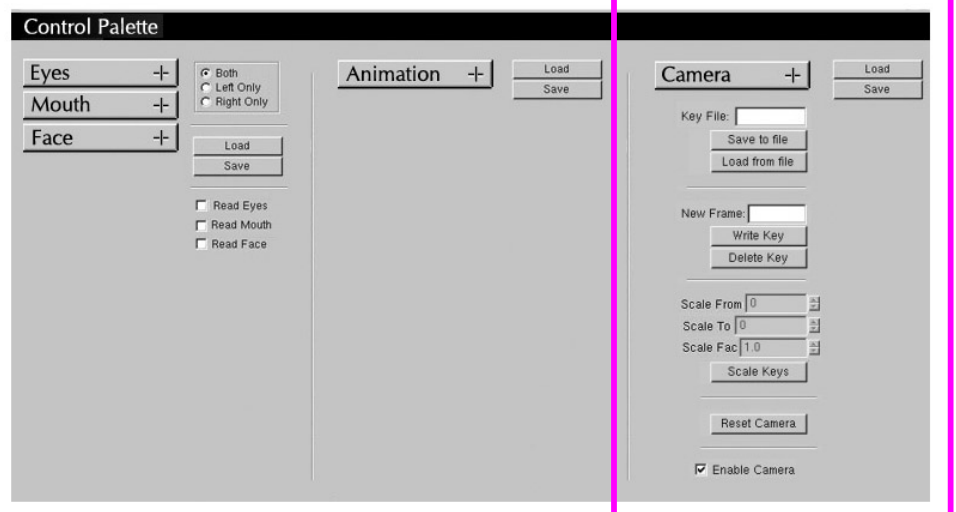 Control Palette
Eyes
Mouth
Face
Both
Left Only
Right Only
Load
Save
Read Eyes
Read Mouth
Read Face
Animation
Load
Save
Camera
Load
Save
Key File:
Save to file
Load from file
New Frame:
Write Key
Delete Key
Scale From 0
Scale To 0
Scale Fac 1.0
Scale Keys
Reset Camera
Enable Camera